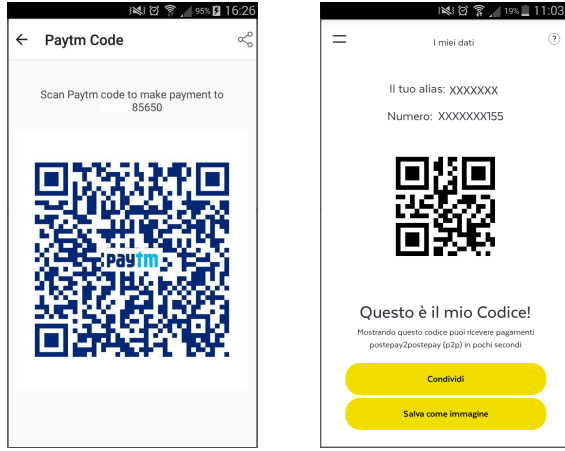 95% 16:26
Paytm Code
Scan Paytm code to make payment to
85650
paytm
19% 11:03
I miei dati
?
Il tuo alias: XXXXXXX
Numero: XXXXXXX155
Questo è il mio Codice!
Mostrando questo codice puoi ricevere pagamenti
postepay2postepay (p2p) in pochi secondi
Condividi
Salva come immagine